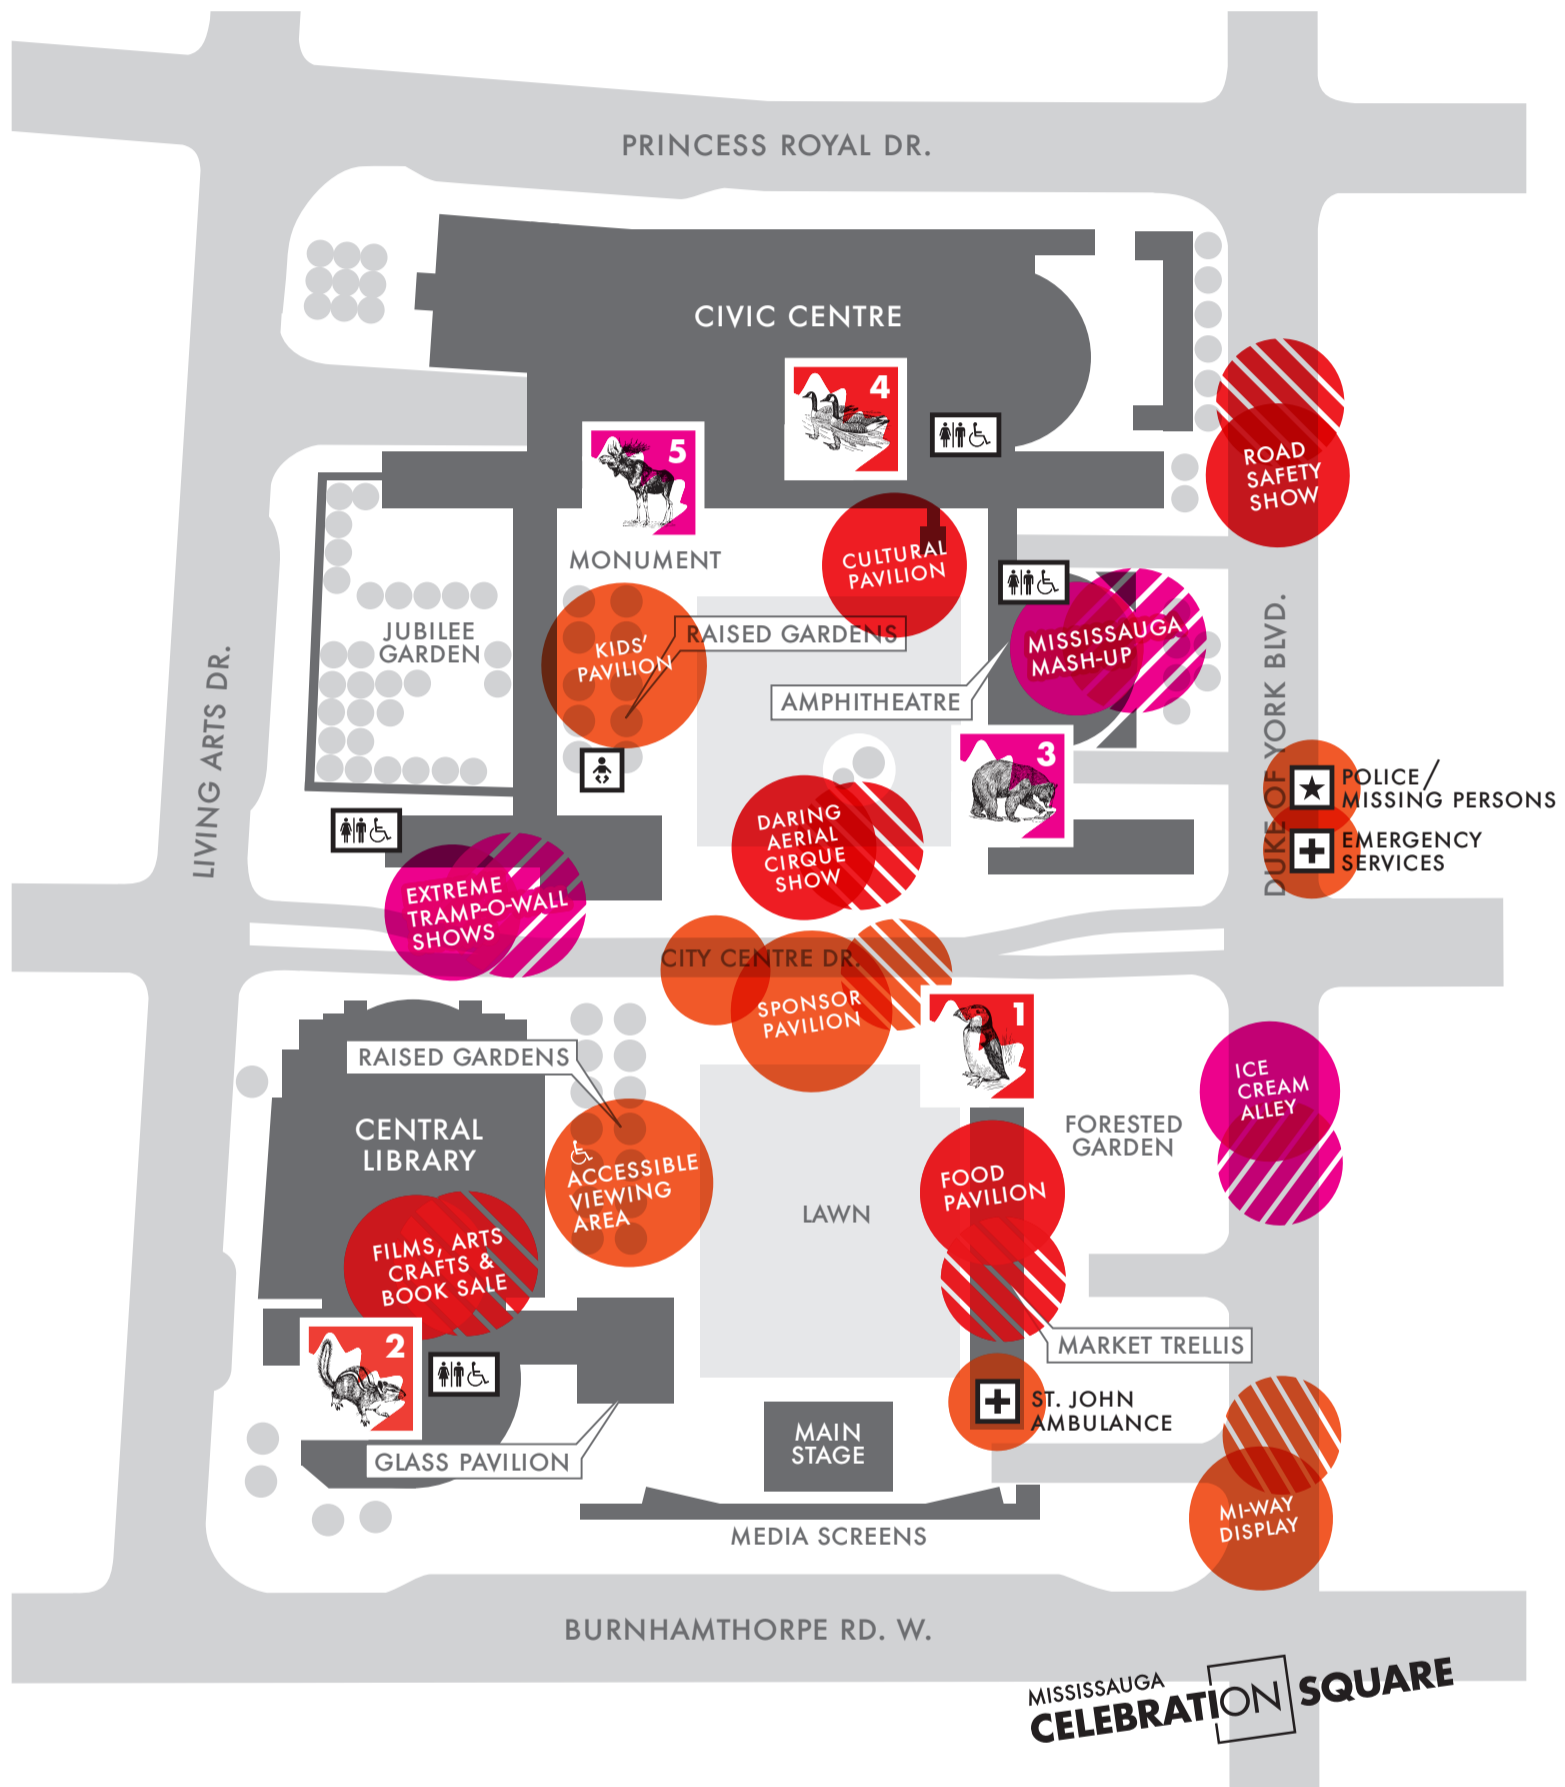 PRINCESS ROYAL DR.
CIVIC CENTRE
4
5
ROAD
SAFETY
SHOW
MONUMENT
CULTURAL
PAVILION
JUBILEE
GARDEN
KIDS'
PAVILION
RAISED GARDENS
MISSISSAUGA
MASH-UP
AMPHITHEATRE
LIVING ARTS DR.
DUKE OF YORK BLVD.
3
POLICE/
MISSING PERSONS
EMERGENCY
SERVICES
DARING
AERIAL
CIRQUE
SHOW
EXTREME
TRAMP-O-WALL
SHOWS
CITY CENTRE DR.
SPONSOR
PAVILION
1
RAISED GARDENS
ICE
CREAM
ALLEY
CENTRAL
LIBRARY
FORESTED
GARDEN
ACCESSIBLE
VIEWING
AREA
FOOD
PAVILION
LAWN
FILMS, ARTS
CRAFTS &
BOOK SALE
2
MARKET TRELLIS
ST. JOHN
AMBULANCE
MAIN
STAGE
GLASS PAVILION
MI-WAY
DISPLAY
MEDIA SCREENS
BURNHAMTHORPE RD. W.
MISSISSAUGA
CELEBRATION SQUARE